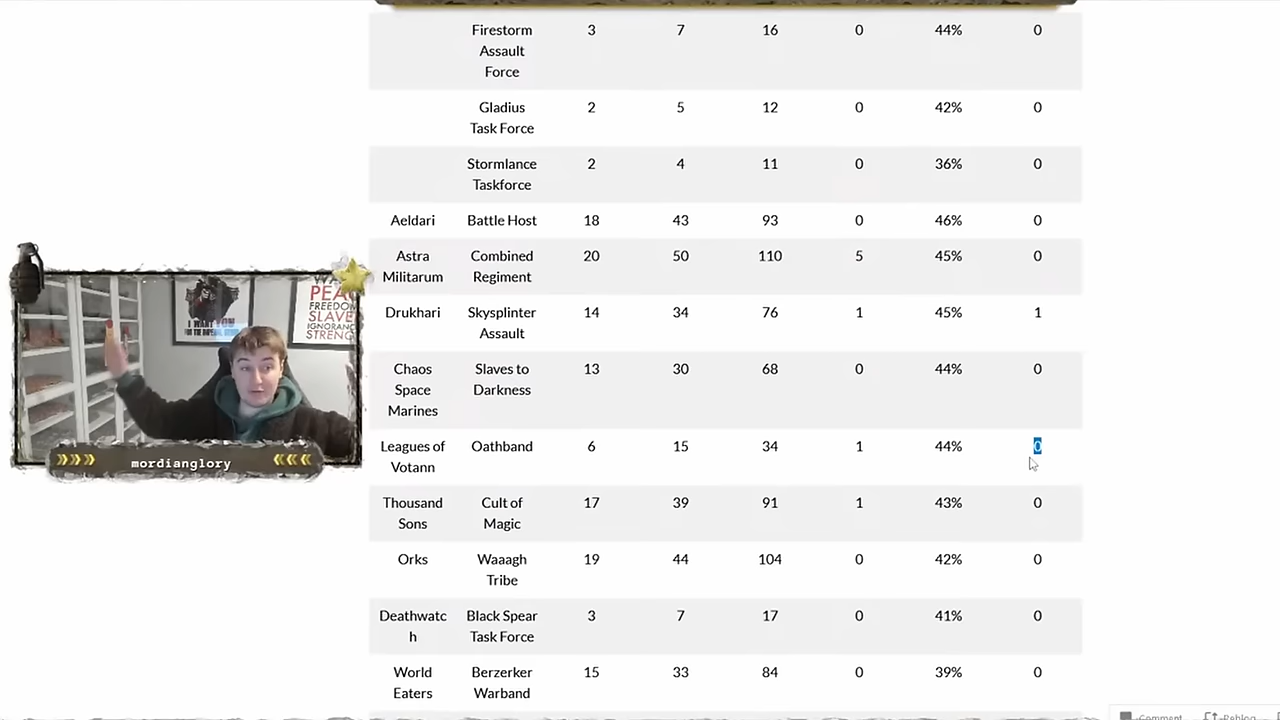 Firestorm 3 7 16 0 44% 0
Assault
Force
Gladius 2 5 12 0 42% 0
Task Force
Stormlance 2 4 11 0 36% 0
Taskforce
Aeldari Battle Host 18 43 93 0 46% 0
Astra Combined 20 50 110 5 45% 0
Militarum Regiment
Drukhari Skysplinter 14 34 76 1 45% 1
Assault
Chaos Slaves to 13 30 68 0 44% 0
Space Darkness
Marines
Leagues of Oathband 6 15 34 1 44% 0
Votann
Thousand Cult of 17 39 91 1 43% 0
Sons Magic
Orks Waaagh 19 44 104 0 42% 0
Tribe
Deathwatc Black Spear 3 7 17 0 41% 0
h Task Force
World Berzerker 15 33 84 0 39% 0
Eaters Warband
I WANT YOU
FREEDOM
mordianglory
Comment Reblog